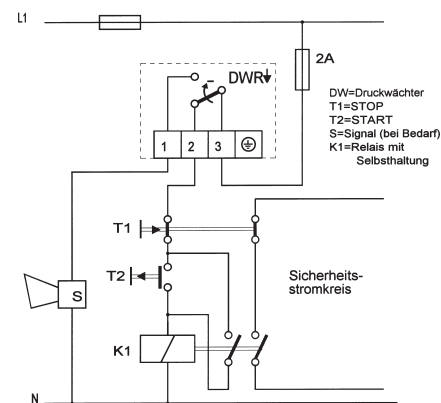 L1
2A
DWR
DW=Druckwächter
T1=STOP
T2=START
S=Signal (bei Bedarf)
K1=Relais mit
Selbsthaltung
1 2 3
T1
T2
Sicherheits-
stromkreis
S
K1
N